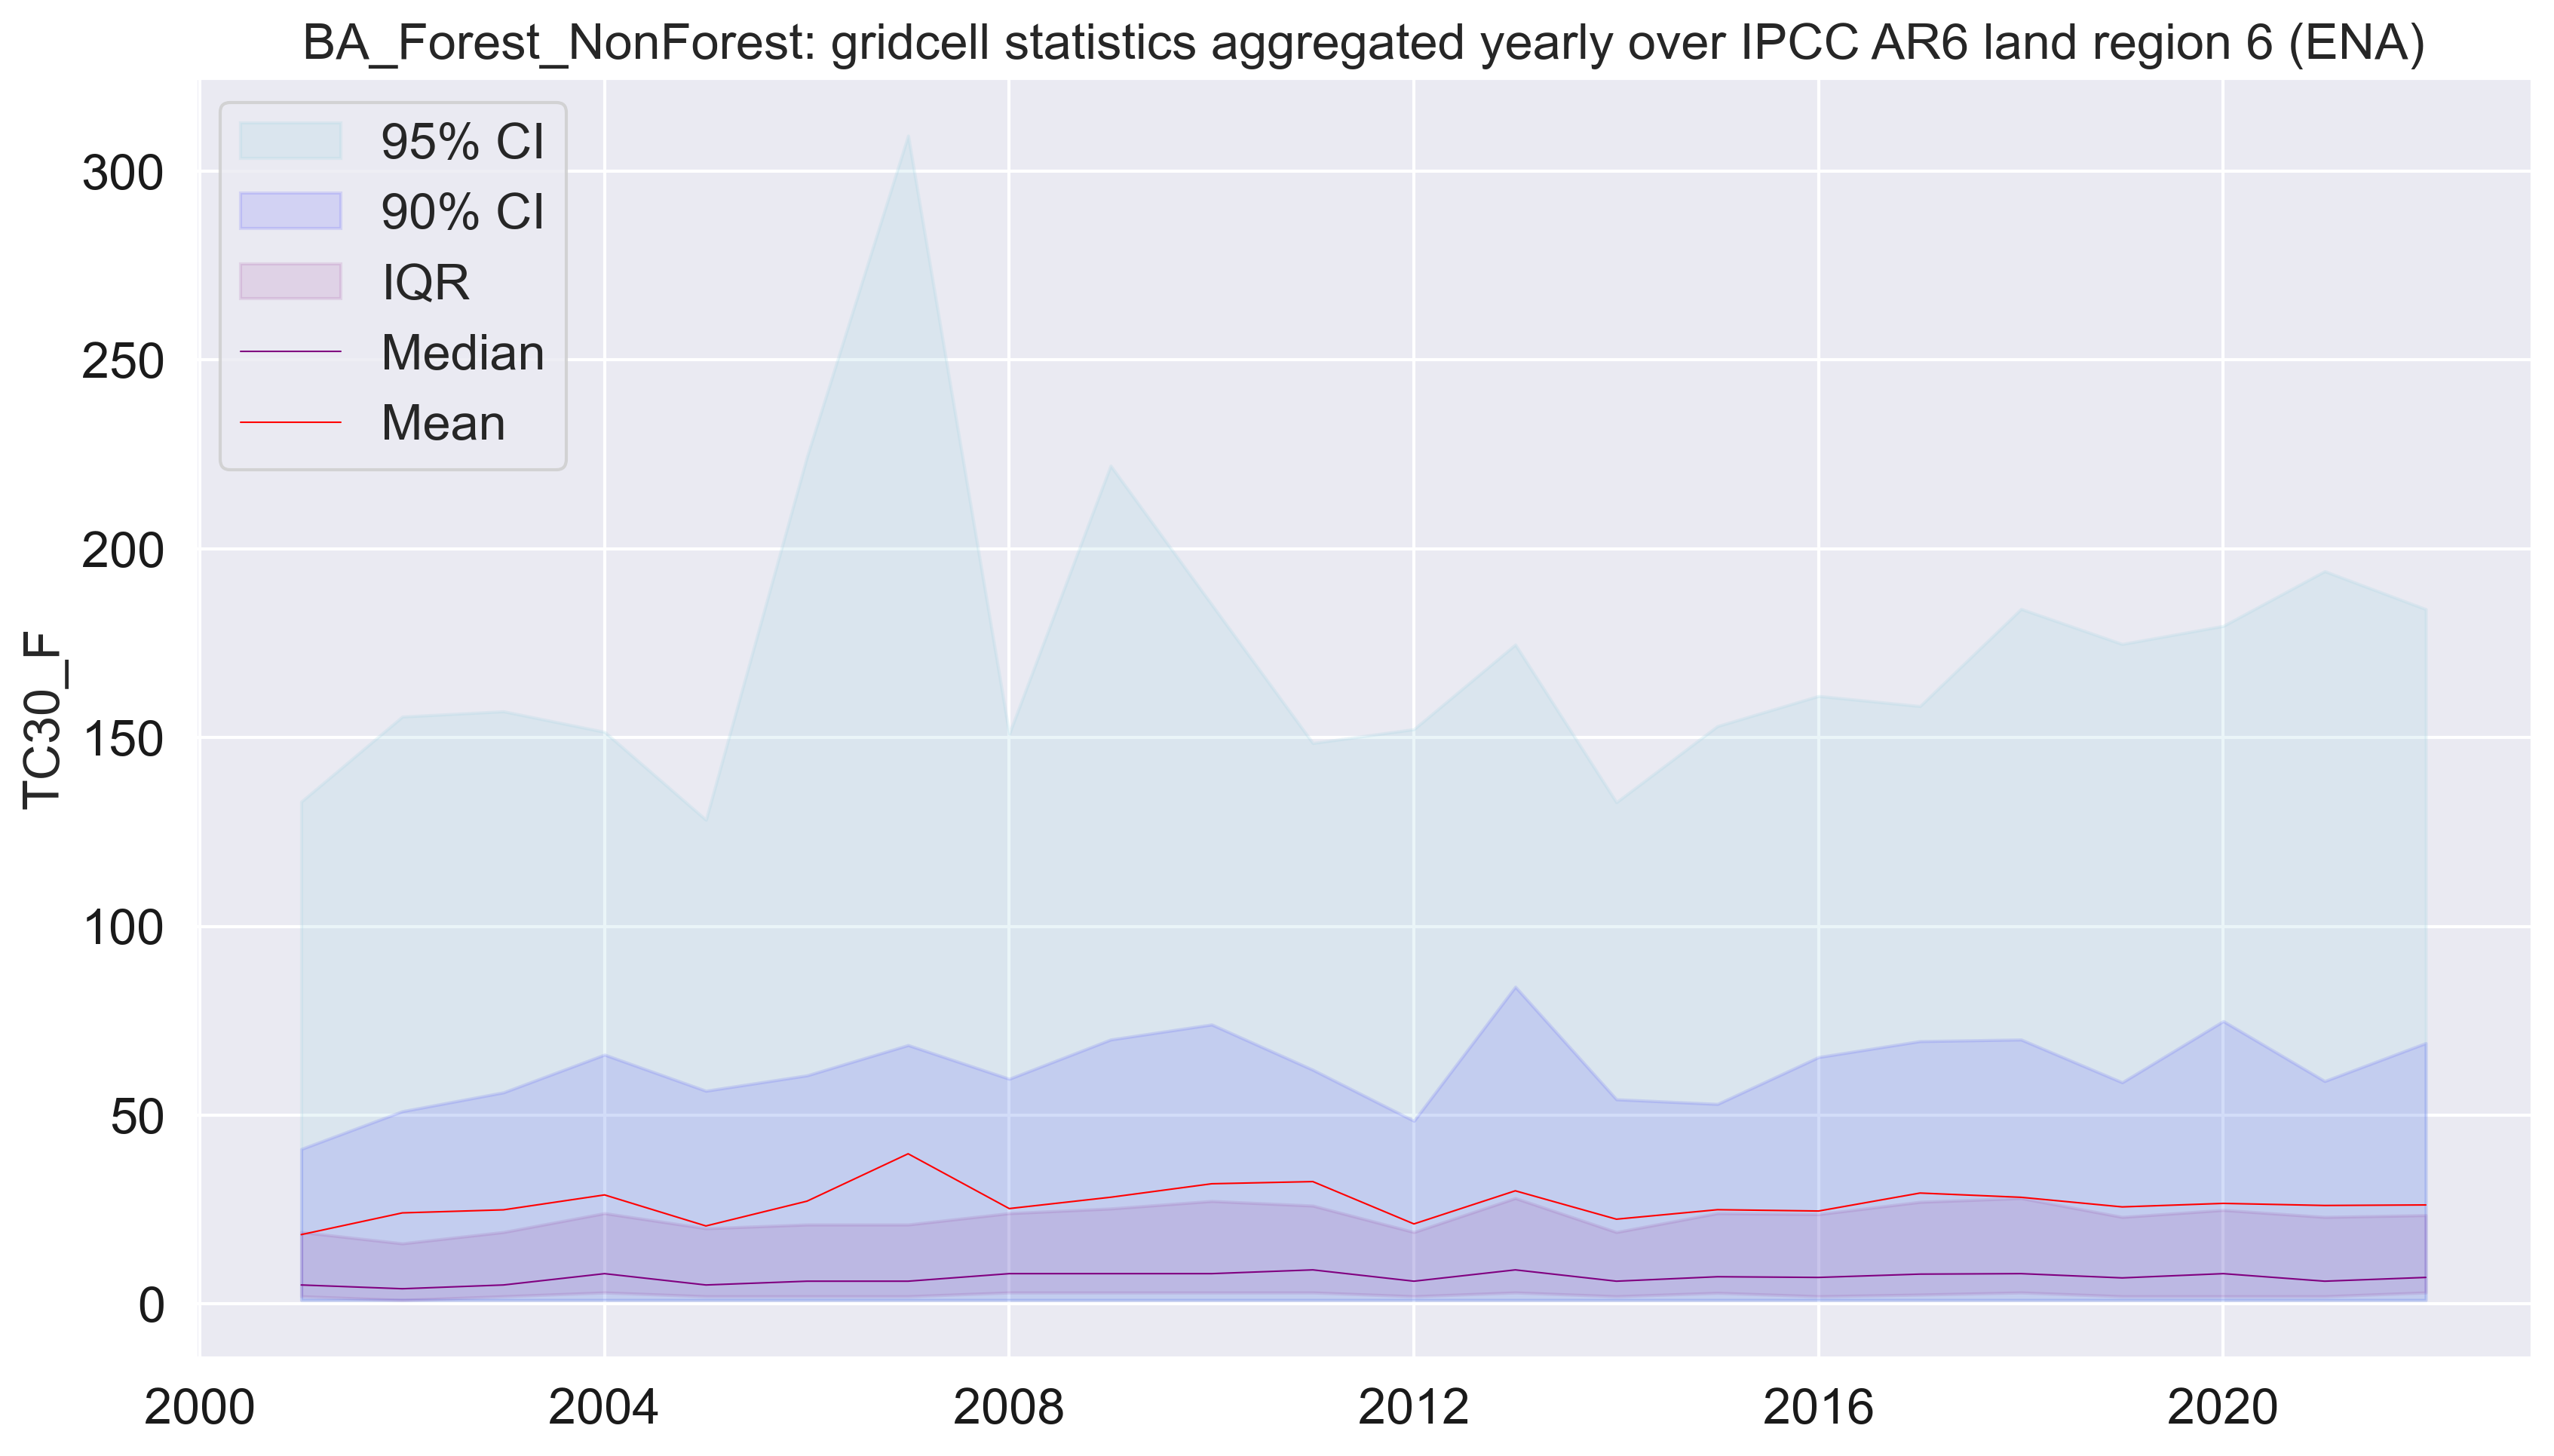 BA_Forest_NonForest: gridcell statistics aggregated yearly over IPCC AR6 land region 6 (ENA)
95% CI
90% CI
IQR
Median
Mean
TC30_F
300
250
200
150
100
50
0
2000 2004 2008 2012 2016 2020